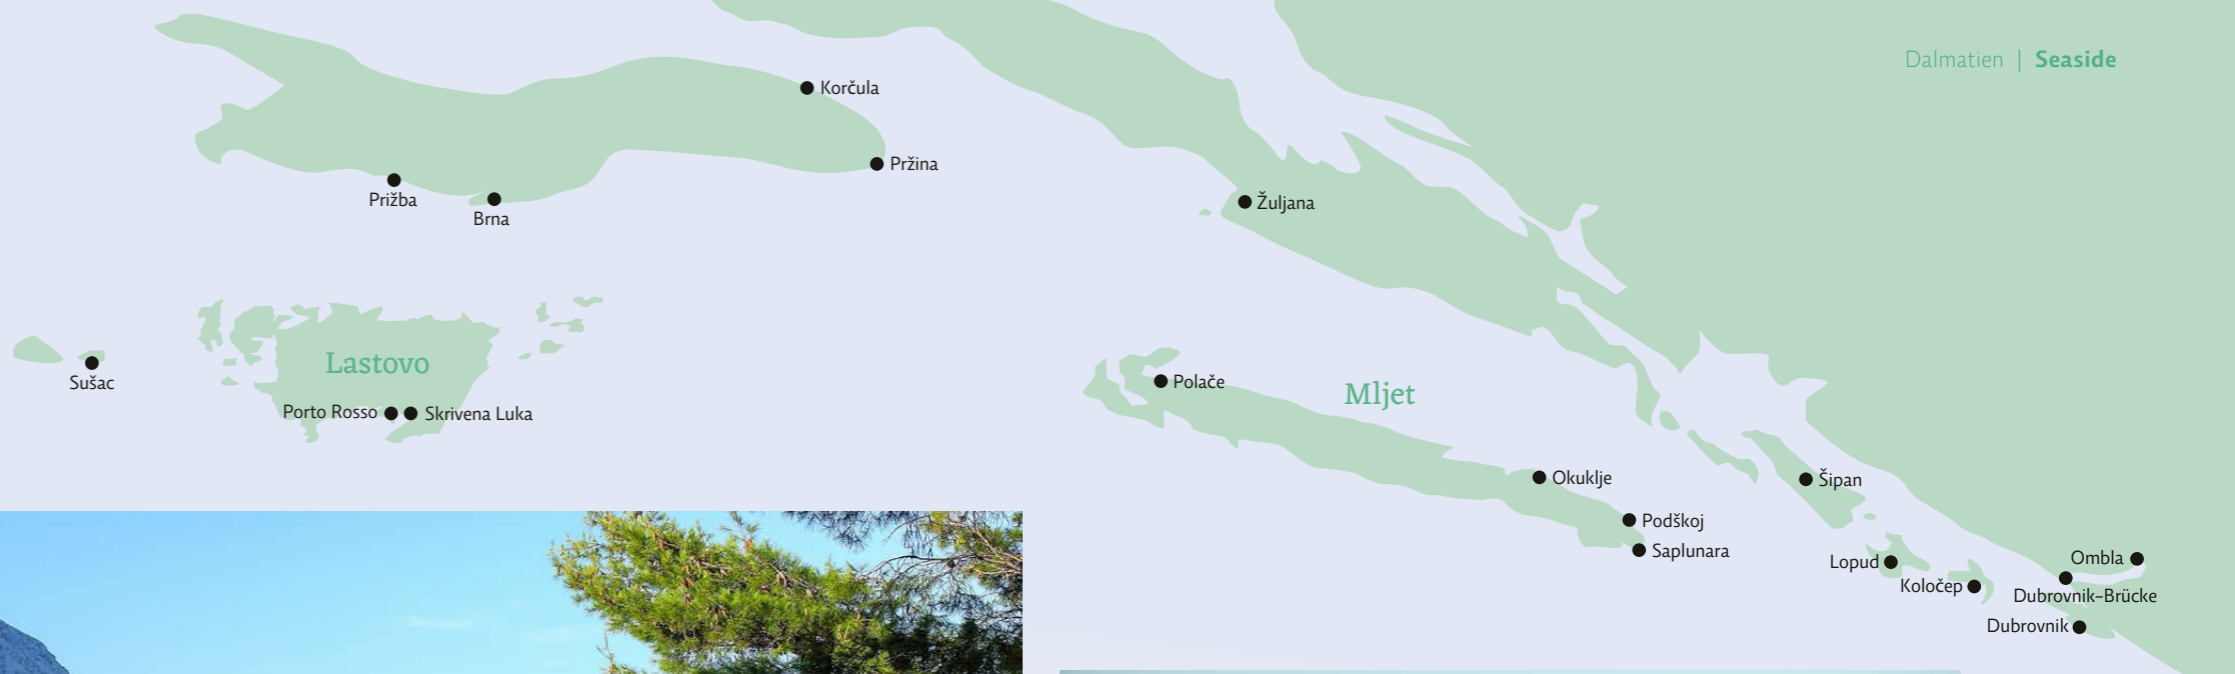 Dalmatien | Seaside
Korčula
Pržina
Prižba
Brna
Žuljana
Lastovo
Sušac
Porto Rosso
Skrivena Luka
Polače
Mljet
Okuklje
Šipan
Podškoj
Saplunara
Lopud
Ombla
Koločep
Dubrovnik-Brücke
Dubrovnik